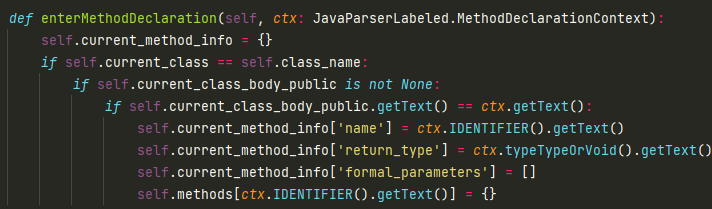 def enterMethodDeclaration(self, ctx: JavaParserLabeled.MethodDeclarationContext):
    self.current_method_info = {}
    if self.current_class == self.class_name:
        if self.current_class_body_public is not None:
            if self.current_class_body_public.getText() == ctx.getText():
                self.current_method_info['name'] = ctx.IDENTIFIER().getText()
                self.current_method_info['return_type'] = ctx.typeTypeOrVoid().getText()
                self.current_method_info['formal_parameters'] = []
                self.methods[ctx.IDENTIFIER().getText()] = {}